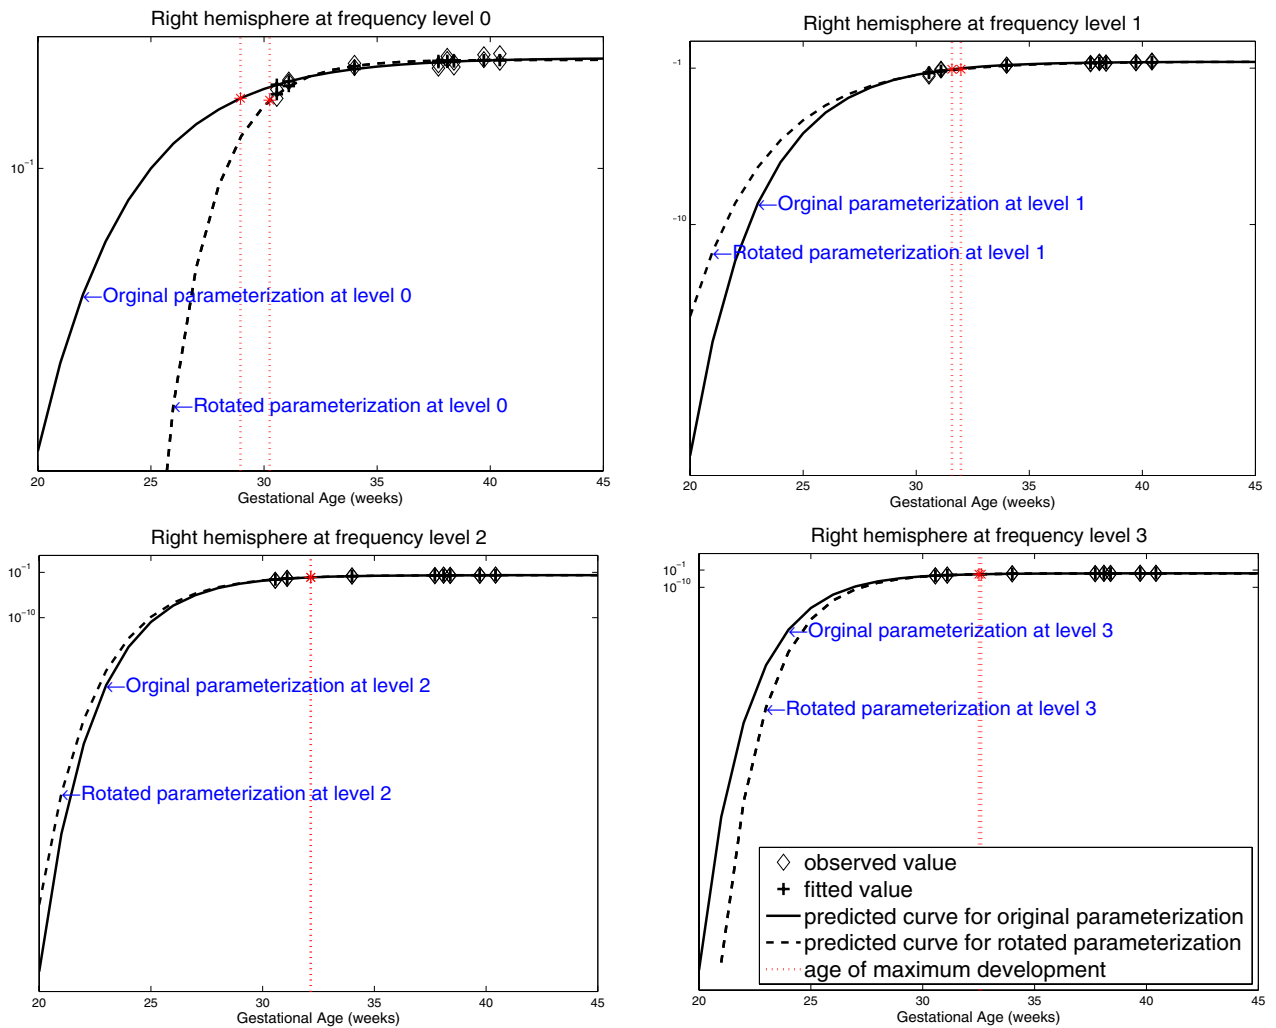 Right hemisphere at frequency level 0
10⁻¹
←Orginal parameterization at level 0
←Rotated parameterization at level 0
20 25 30 35 40 45
Gestational Age (weeks)
Right hemisphere at frequency level 1
-1
-10
←Orginal parameterization at level 1
←Rotated parameterization at level 1
20 25 30 35 40 45
Gestational Age (weeks)
Right hemisphere at frequency level 2
10⁻¹
10⁻¹⁰
←Orginal parameterization at level 2
←Rotated parameterization at level 2
20 25 30 35 40 45
Gestational Age (weeks)
Right hemisphere at frequency level 3
10⁻¹
10⁻¹⁰
←Orginal parameterization at level 3
←Rotated parameterization at level 3
observed value
fitted value
predicted curve for original parameterization
predicted curve for rotated parameterization
age of maximum development
20 25 30 35 40 45
Gestational Age (weeks)